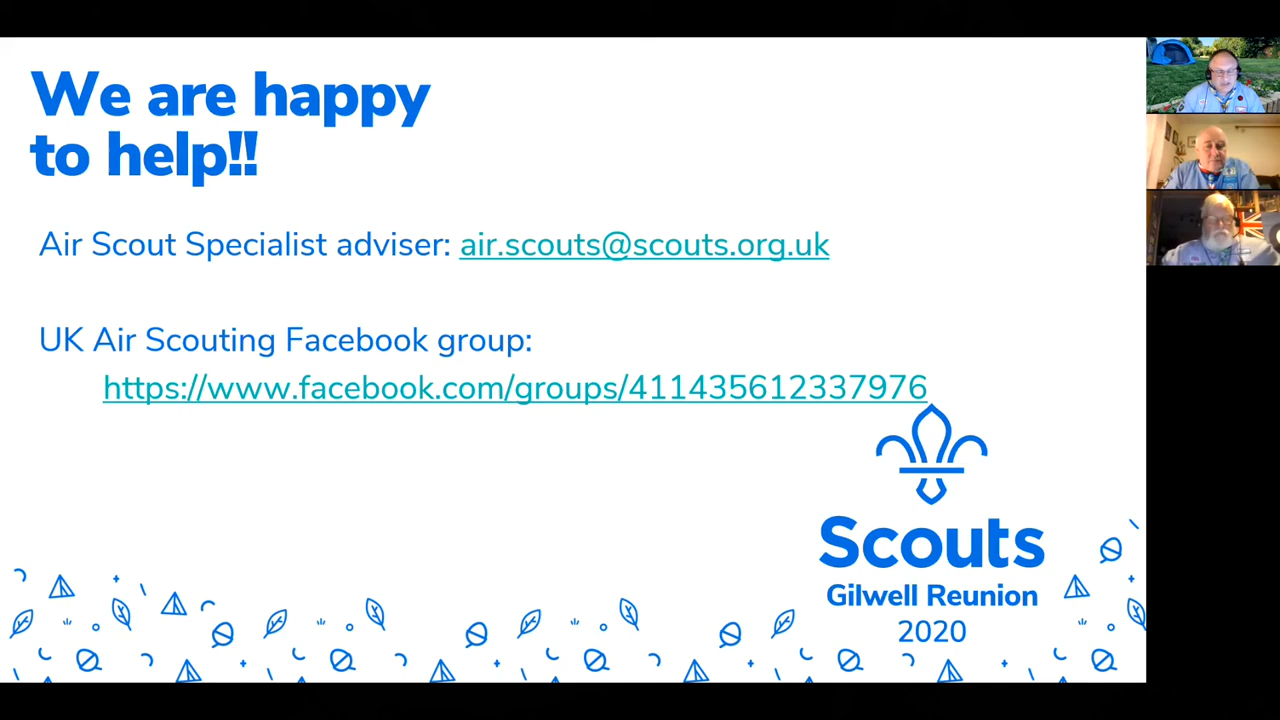 We are happy
to help!!
Air Scout Specialist adviser: air.scouts@scouts.org.uk
UK Air Scouting Facebook group:
https://www.facebook.com/groups/411435612337976
Scouts
Gilwell Reunion
2020